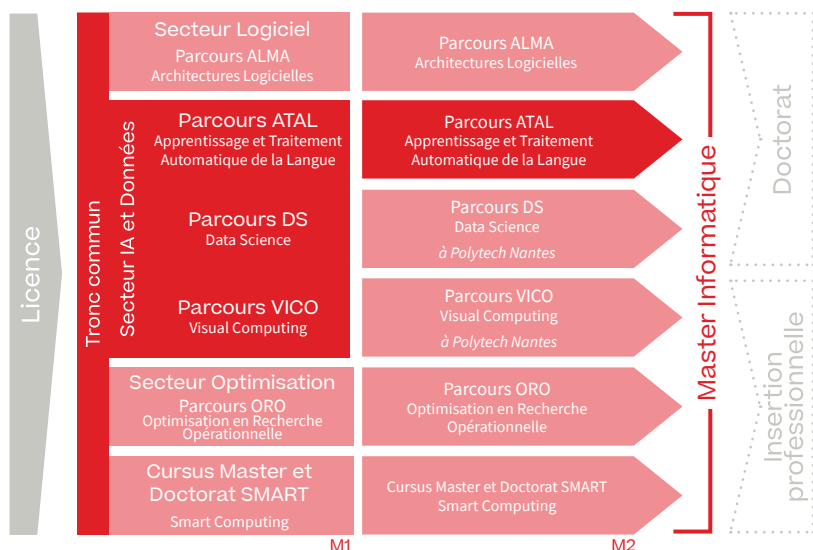 Licence
Tronc commun
Secteur Logiciel
Parcours ALMA
Architectures Logicielles
Parcours ALMA
Architectures Logicielles
Secteur IA et Données
Parcours ATAL
Apprentissage et Traitement
Automatique de la Langue
Parcours ATAL
Apprentissage et Traitement
Automatique de la Langue
Parcours DS
Data Science
Parcours DS
Data Science
à Polytech Nantes
Parcours VICO
Visual Computing
Parcours VICO
Visual Computing
à Polytech Nantes
Secteur Optimisation
Parcours ORO
Optimisation en Recherche
Opérationnelle
Parcours ORO
Optimisation en Recherche
Opérationnelle
Cursus Master et
Doctorat SMART
Smart Computing
Cursus Master et Doctorat SMART
Smart Computing
M1
M2
Master Informatique
Doctorat
Insertion
professionnelle